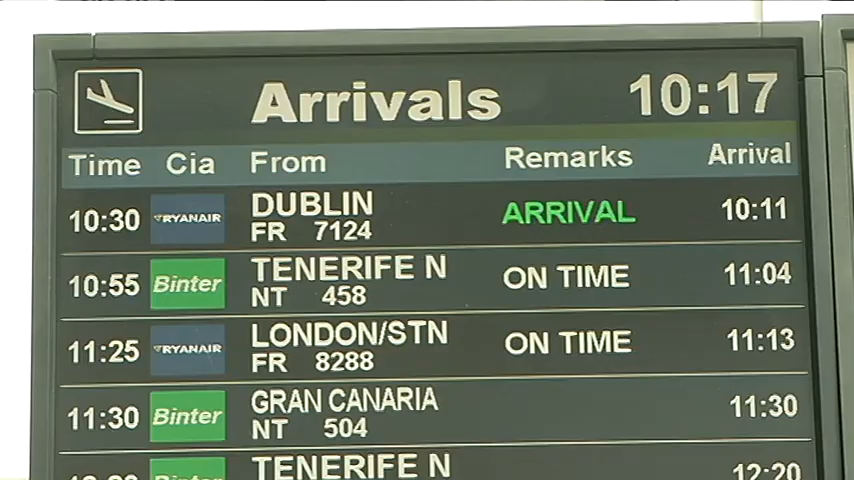 Arrivals 10:17
Time Cia From Remarks Arrival
10:30 RYANAIR DUBLIN ARRIVAL 10:11
FR 7124
10:55 Binter TENERIFE N ON TIME 11:04
NT 458
11:25 RYANAIR LONDON/STN ON TIME 11:13
FR 8288
11:30 Binter GRAN CANARIA 11:30
NT 504
Binter TENERIFE N 12:20